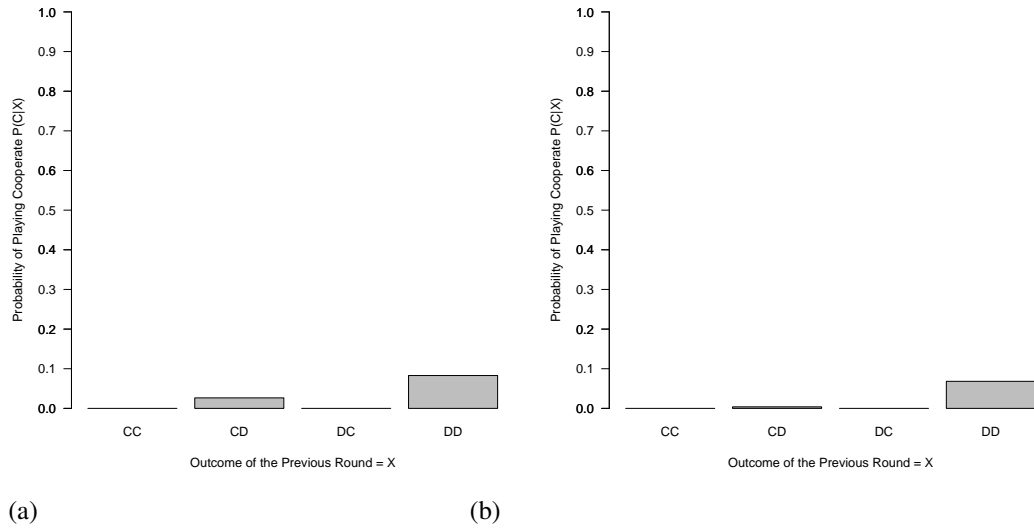 Probability of Playing Cooperate P(C|X)
1.0
0.9
0.8
0.7
0.6
0.5
0.4
0.3
0.2
0.1
0.0
CC CD DC DD
Outcome of the Previous Round = X
(a)
Probability of Playing Cooperate P(C|X)
1.0
0.9
0.8
0.7
0.6
0.5
0.4
0.3
0.2
0.1
0.0
CC CD DC DD
Outcome of the Previous Round = X
(b)